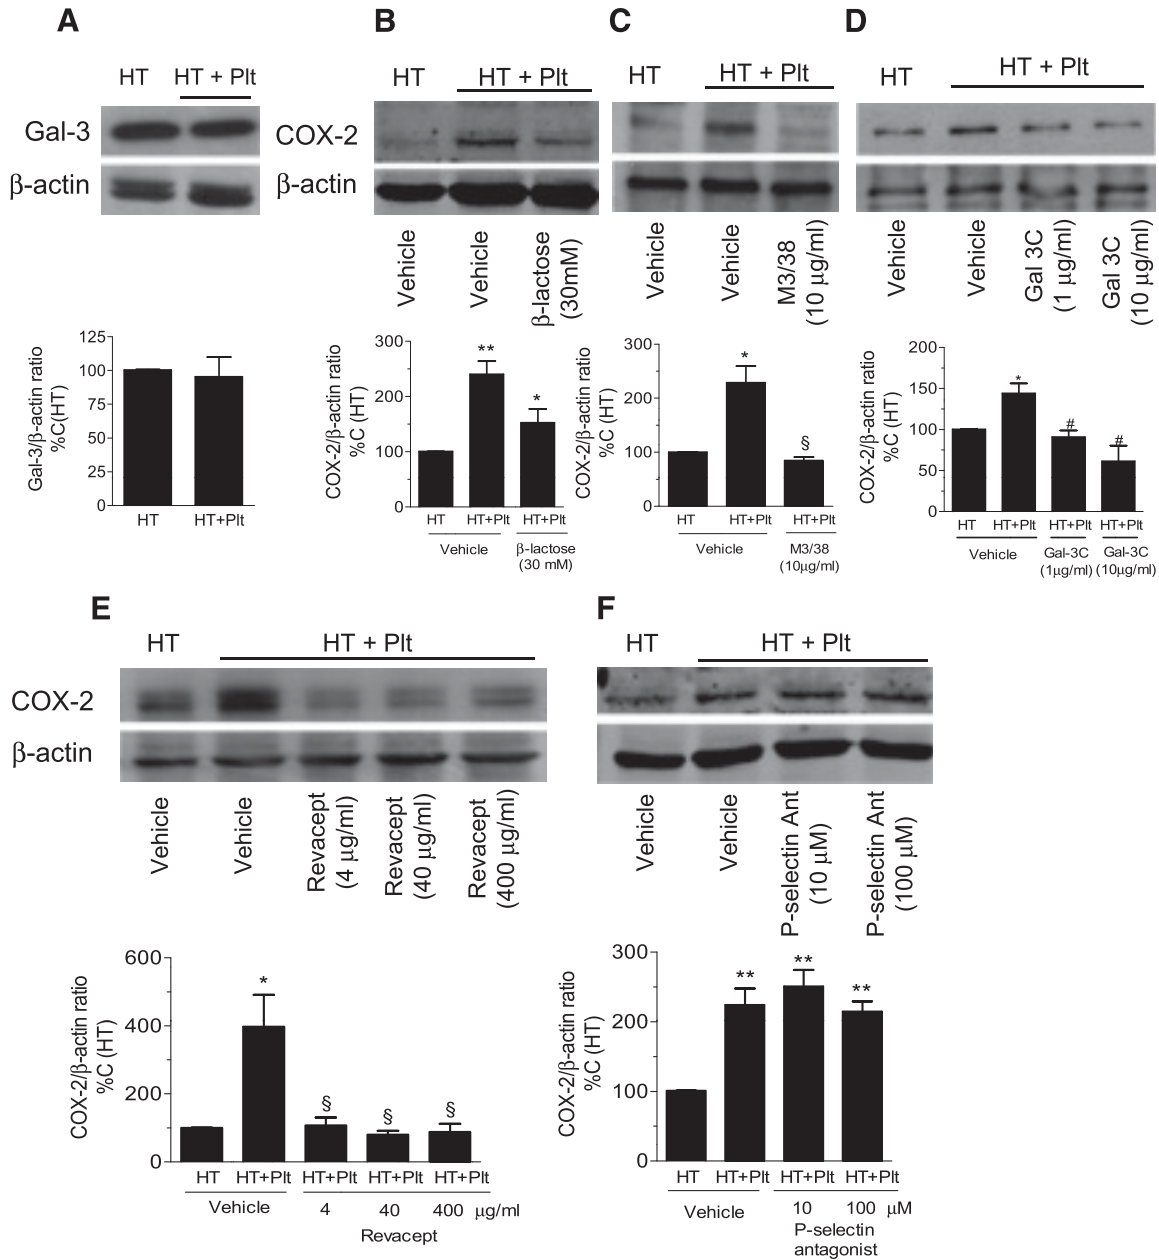 A
HT
HT + Plt
Gal-3
β-actin
Gal-3/β-actin ratio
%C(HT)
125
100
75
50
25
0
HT
HT+Plt
B
HT
HT + Plt
COX-2
β-actin
Vehicle
Vehicle
β-lactose
(30mM)
COX-2/β-actin ratio
%C (HT)
300
200
100
0
**
*
HT
HT+Plt
HT+Plt
Vehicle
β-lactose
(30 mM)
C
HT
HT + Plt
Vehicle
Vehicle
M3/38
(10 μg/ml)
COX-2/β-actin ratio
%C (HT)
300
200
100
0
*
§
HT
HT+Plt
HT+Plt
Vehicle
M3/38
(10μg/ml)
D
HT
HT + Plt
Vehicle
Vehicle
Gal 3C
(1 μg/ml)
Gal 3C
(10 μg/ml)
COX-2/β-actin ratio
%C (HT)
200
150
100
50
0
*
#
#
HT
HT+Plt
HT+Plt
HT+Plt
Vehicle
Gal-3C
(1μg/ml)
Gal-3C
(10μg/ml)
E
HT
HT + Plt
COX-2
β-actin
Vehicle
Vehicle
Revacept
(4 μg/ml)
Revacept
(40 μg/ml)
Revacept
(400 μg/ml)
COX-2/β-actin ratio
%C (HT)
600
400
200
0
*
§
§
§
HT
HT+Plt
HT+Plt
HT+Plt
HT+Plt
Vehicle
4
40
400 μg/ml
Revacept
F
HT
HT + Plt
Vehicle
Vehicle
P-selectin Ant
(10 μM)
P-selectin Ant
(100 μM)
COX-2/β-actin ratio
%C (HT)
300
200
100
0
**
**
**
HT
HT+Plt
HT+Plt
HT+Plt
Vehicle
10
100 μM
P-selectin
antagonist